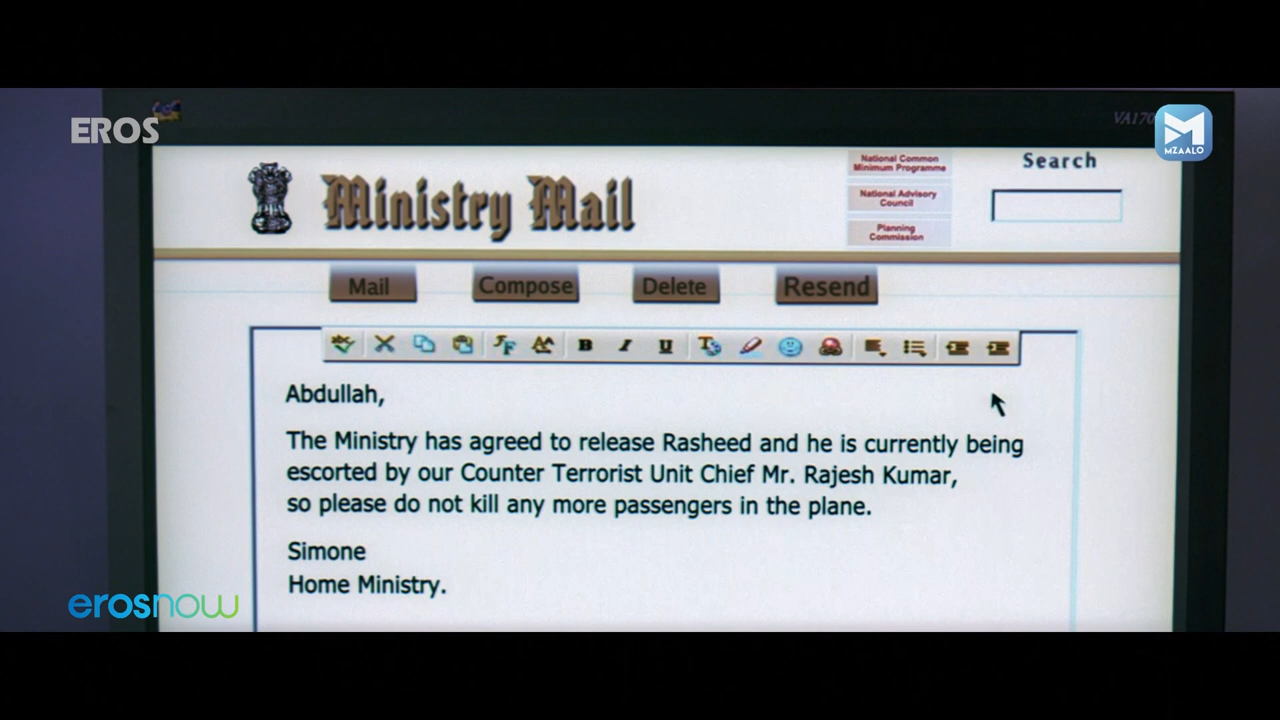 EROS
VA170
MZAALO
Ministry Mail
National Common
Minimum Programme
National Advisory
Council
Planning
Commission
Search
Mail
Compose
Delete
Resend
abc
B
I
U
Abdullah,
The Ministry has agreed to release Rasheed and he is currently being
escorted by our Counter Terrorist Unit Chief Mr. Rajesh Kumar,
so please do not kill any more passengers in the plane.
Simone
Home Ministry.
erosnow